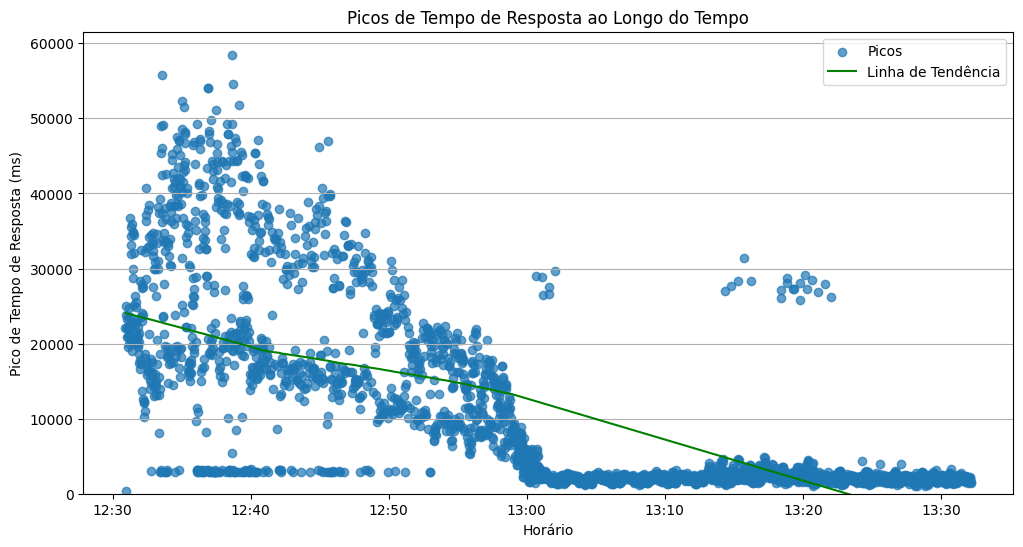 Picos de Tempo de Resposta ao Longo do Tempo
Picos
Linha de Tendência
Pico de Tempo de Resposta (ms)
60000
50000
40000
30000
20000
10000
0
12:30 12:40 12:50 13:00 13:10 13:20 13:30
Horário